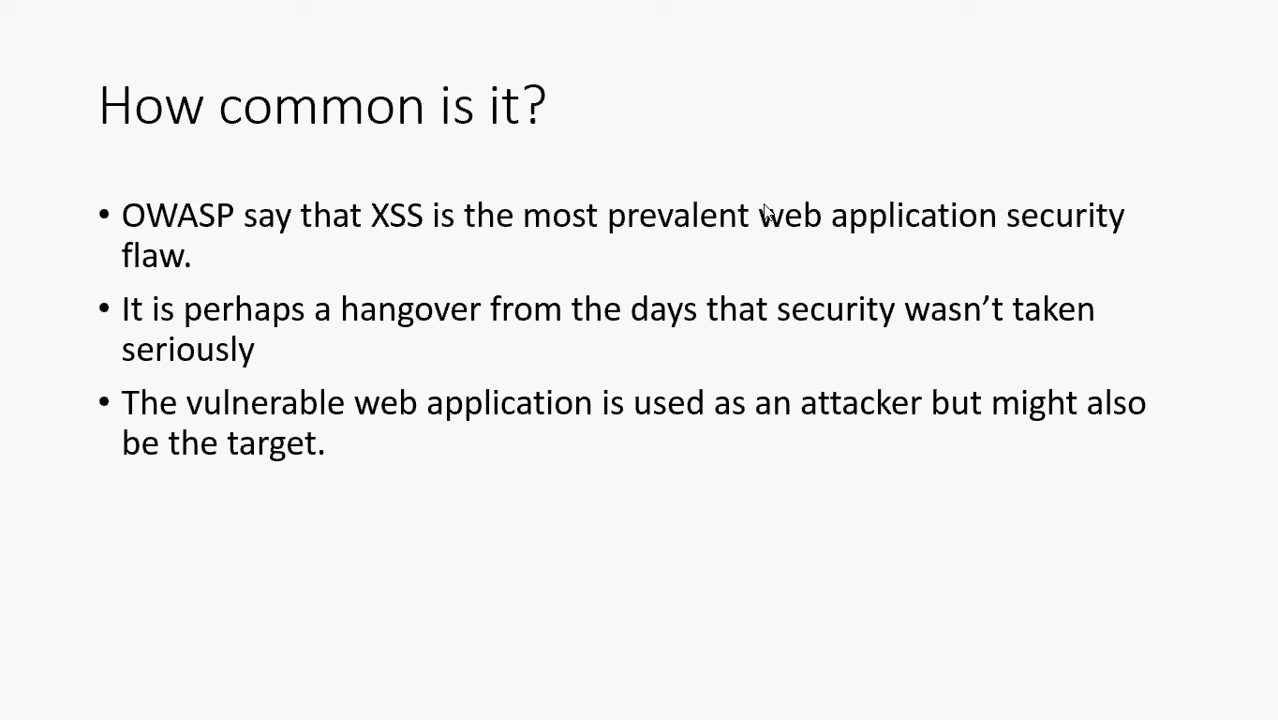 How common is it?
• OWASP say that XSS is the most prevalent web application security
flaw.
• It is perhaps a hangover from the days that security wasn’t taken
seriously
• The vulnerable web application is used as an attacker but might also
be the target.